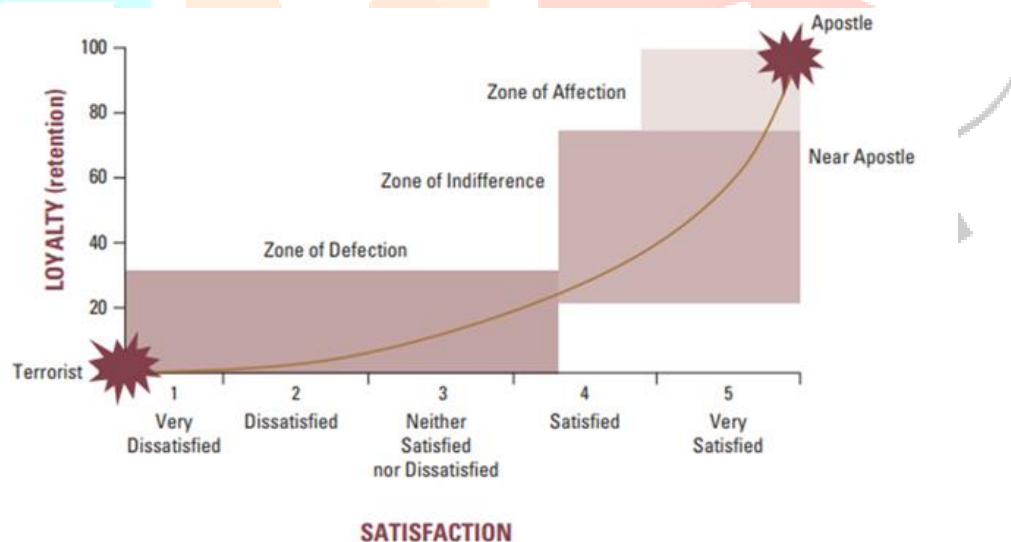 Apostle
100
Zone of Affection
80
Near Apostle
Zone of Indifference
60
LOYALTY (retention)
40
Zone of Defection
20
Terrorist
1
2
3
4
5
Very
Dissatisfied
Dissatisfied
Neither
Satisfied
nor Dissatisfied
Satisfied
Very
Satisfied
SATISFACTION